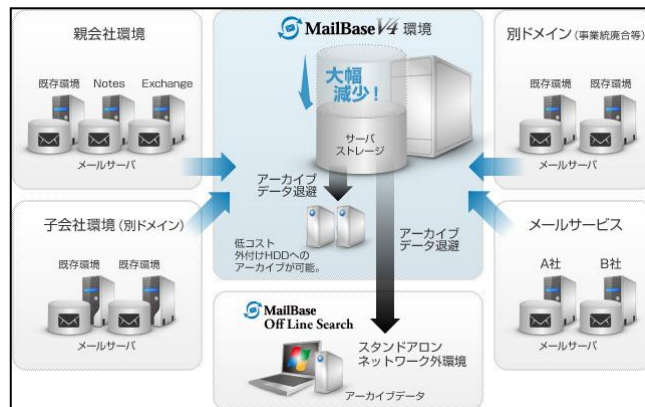 親会社環境
既存環境 Notes Exchange
メールサーバ
子会社環境(別ドメイン)
既存環境 既存環境
メールサーバ
MailBase V4 環境
大幅
減少!
サーバ
ストレージ
アーカイブ
データ退避
低コスト
外付けHDDへの
アーカイブが可能。
アーカイブ
データ退避
MailBase
Off Line Search
スタンドアロン
ネットワーク外環境
アーカイブデータ
別ドメイン(事業統廃合等)
既存環境 既存環境
メールサーバ
メールサービス
A社 B社
メールサーバ